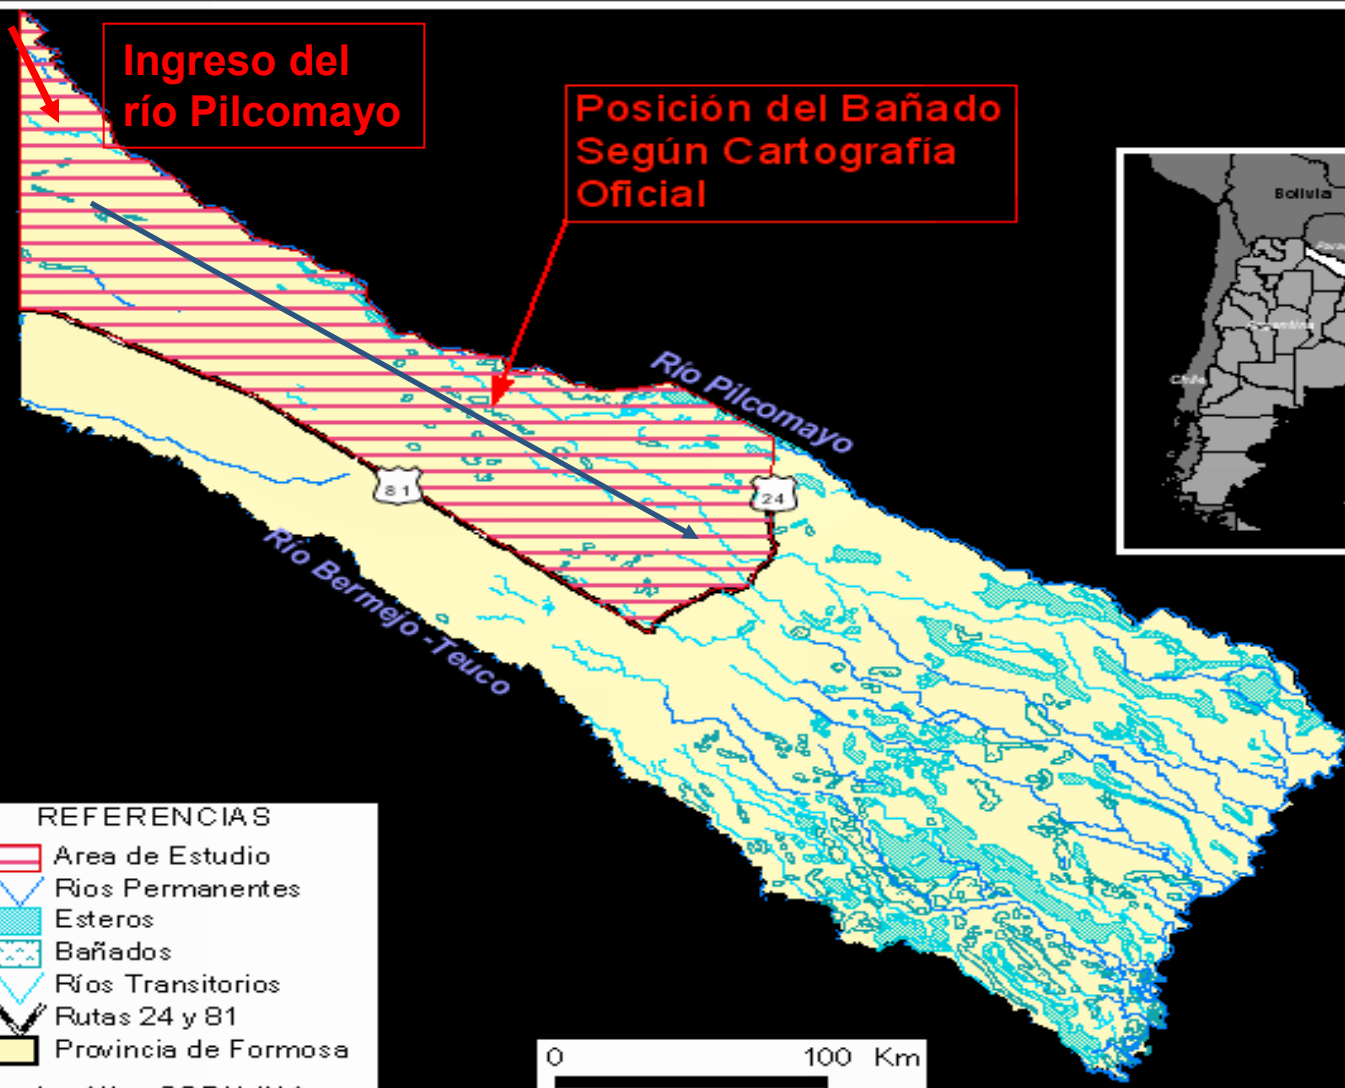 Ingreso del
río Pilcomayo
Posición del Bañado
Según Cartografía
Oficial
Bolivia
Argentina
Chile
Río Pilcomayo
81
24
Río Bermejo -Teuco
REFERENCIAS
Area de Estudio
Rios Permanentes
Esteros
Bañados
Ríos Transitorios
Rutas 24 y 81
Provincia de Formosa
0 100 Km